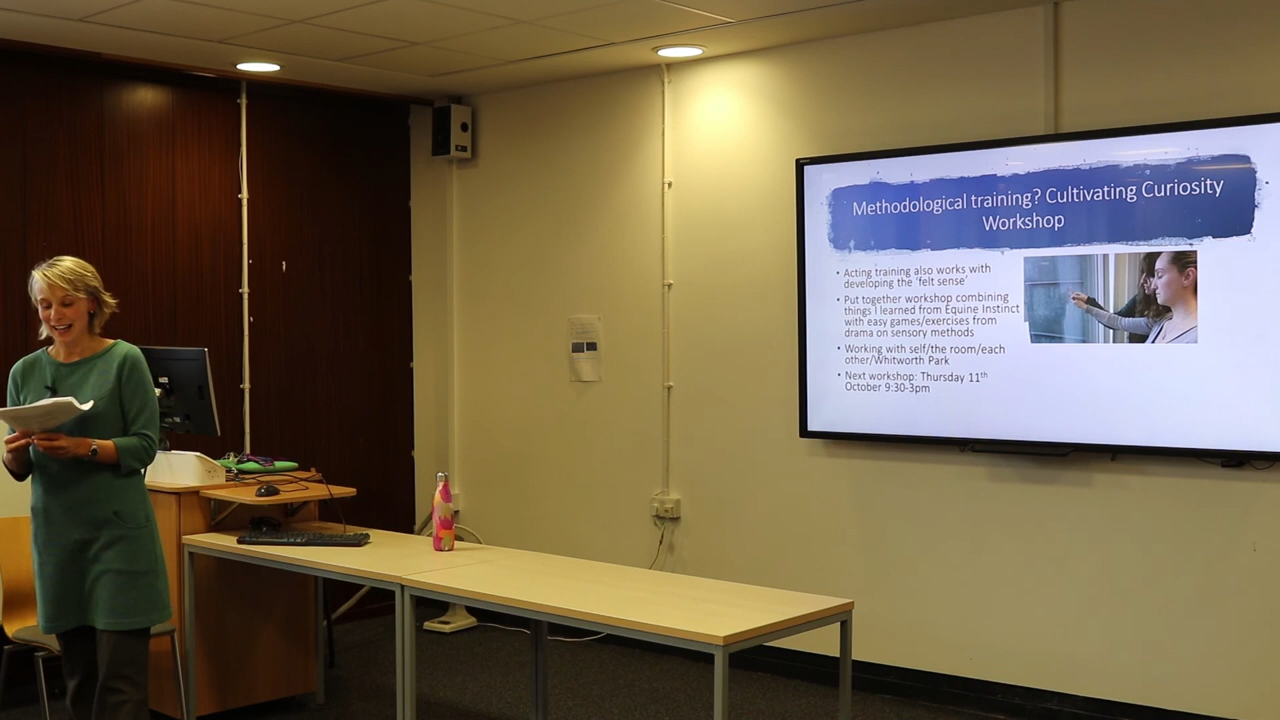 Methodological training? Cultivating Curiosity
Workshop
• Acting training also works with
developing the 'felt sense'
• Put together workshop combining
things I learned from Equine Instinct
with easy games/exercises from
drama on sensory methods
• Working with self/the room/each
other/Whitworth Park
• Next workshop: Thursday 11th
October 9:30-3pm